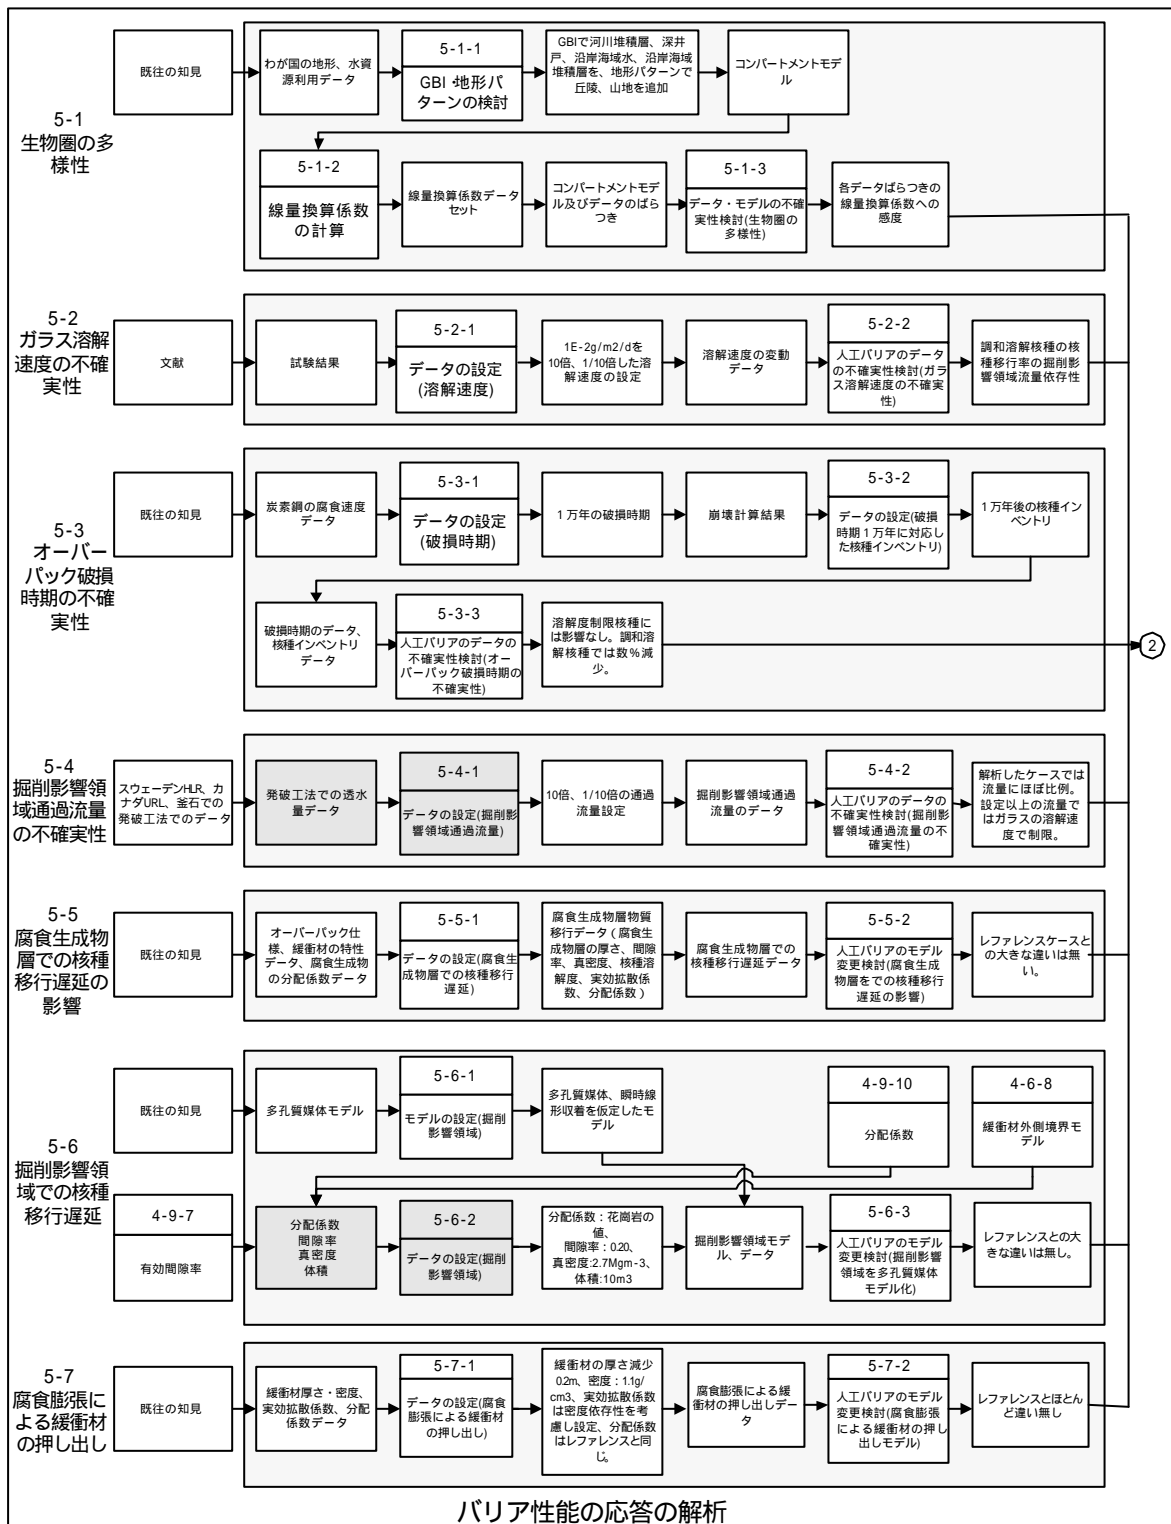 5-1
生物圏の多
様性
既往の知見
わが国の地形、水資
源利用データ
5-1-1
GBI･地形パ
ターンの検討
GBIで河川堆積層、深井
戸、沿岸海域水、沿岸海域
堆積層を、地形パターンで
丘陵、山地を追加
コンパートメントモ
デル
5-1-2
線量換算係数
の計算
線量換算係数データ
セット
コンパートメントモデ
ル及びデータのばら
つき
5-1-3
データ・モデルの不確
実性検討(生物圏の
多様性)
各データばらつきの
線量換算係数への
感度
5-2
ガラス溶解
速度の不確
実性
文献
試験結果
5-2-1
データの設定
(溶解速度)
1E-2g/m2/dを
10倍、1/10倍した溶
解速度の設定
溶解速度の変動
データ
5-2-2
人工バリアのデータ
の不確実性検討(ガラ
ス溶解速度の不確実
性)
調和溶解核種の核
種移行率の掘削影
響領域流量依存性
5-3
オーバー
パック破損
時期の不確
実性
既往の知見
炭素鋼の腐食速度
データ
5-3-1
データの設定
(破損時期)
1万年の破損時期
崩壊計算結果
5-3-2
データの設定(破損
時期1万年に対応し
た核種インベントリ)
1万年後の核種イン
ベントリ
破損時期のデータ、
核種インベントリ
データ
5-3-3
人工バリアのデータの
不確実性検討(オー
バーパック破損時期の
不確実性)
溶解度制限核種に
は影響なし。調和溶
解核種では数%減
少。
2
5-4
掘削影響領
域通過流量
の不確実性
スウェーデンHLR、カ
ナダURL、釜石での
発破工法でのデータ
発破工法での透水
量データ
5-4-1
データの設定(掘削影
響領域通過流量)
10倍、1/10倍の通過
流量設定
掘削影響領域通過
流量のデータ
5-4-2
人工バリアのデータの
不確実性検討(掘削
影響領域通過流量の不
確実性)
解析したケースでは
流量にほぼ比例。
設定以上の流量で
はガラスの溶解速
度で制限。
5-5
腐食生成物
層での核種
移行遅延の
影響
既往の知見
オーバーパック仕
様、緩衝材の特性
データ、腐食生成物
の分配係数データ
5-5-1
データの設定(腐食生
成物層での核種移行
遅延)
腐食生成物層物質
移行データ（腐食生
成物層の厚さ、間隙
率、真密度、核種溶
解度、実効拡散係
数、分配係数）
腐食生成物層での
核種移行遅延データ
5-5-2
人工バリアのモデル
変更検討(腐食生成
物層をでの核種移行
遅延の影響)
レファレンスケースと
の大きな違いは無
い。
5-6
掘削影響領
域での核種
移行遅延
既往の知見
多孔質媒体モデル
5-6-1
モデルの設定(掘削
影響領域)
多孔質媒体、瞬時線
形収着を仮定したモ
デル
4-9-10
分配係数
4-6-8
緩衝材外側境界モ
デル
4-9-7
有効間隙率
分配係数
間隙率
真密度
体積
5-6-2
データの設定(掘削
影響領域)
分配係数：花崗岩の
値、
間隙率：0.20、
真密度:2.7Mgm-3、
体積:10m3
掘削影響領域モデ
ル、データ
5-6-3
人工バリアのモデル
変更検討(掘削影響
領域を多孔質媒体
モデル化)
レファレンスとの大
きな違いは無し。
5-7
腐食膨張に
よる緩衝材
の押し出し
既往の知見
緩衝材厚さ・密度、
実効拡散係数、分配
係数データ
5-7-1
データの設定(腐食
膨張による緩衝材
の押し出し)
緩衝材の厚さ減少
0.2m、密度：1.1g/
cm3、実効拡散係数
は密度依存性を考
慮し設定、分配係数
はレファレンスと同
じ。
腐食膨張による緩
衝材の押し出しデー
タ
5-7-2
人工バリアのモデル
変更検討(腐食膨張
による緩衝材の押し
出しモデル)
レファレンスとほとん
ど違い無し
バリア性能の応答の解析